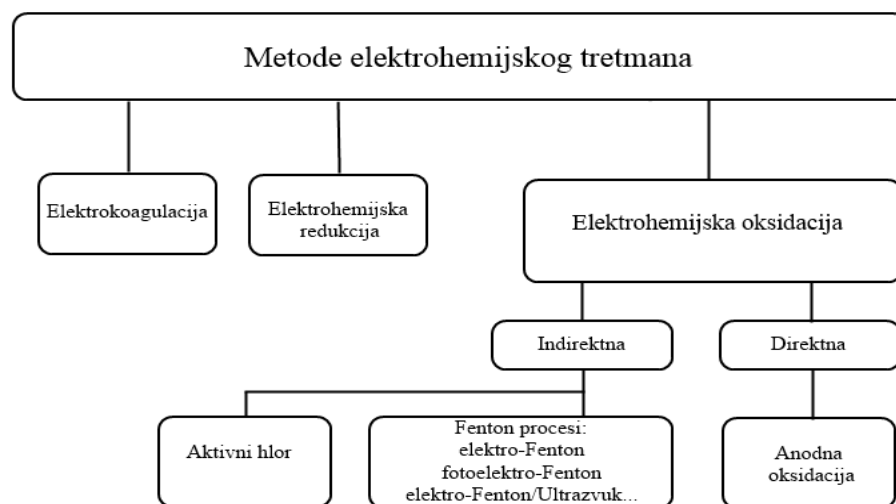 Metode elektrohemijskog tretmana
Elektrokoagulacija
Elektrohemijska
redukcija
Elektrohemijska oksidacija
Indirektna
Direktna
Aktivni hlor
Fenton procesi:
elektro-Fenton
fotoelektro-Fenton
elektro-Fenton/Ultrazvuk...
Anodna
oksidacija